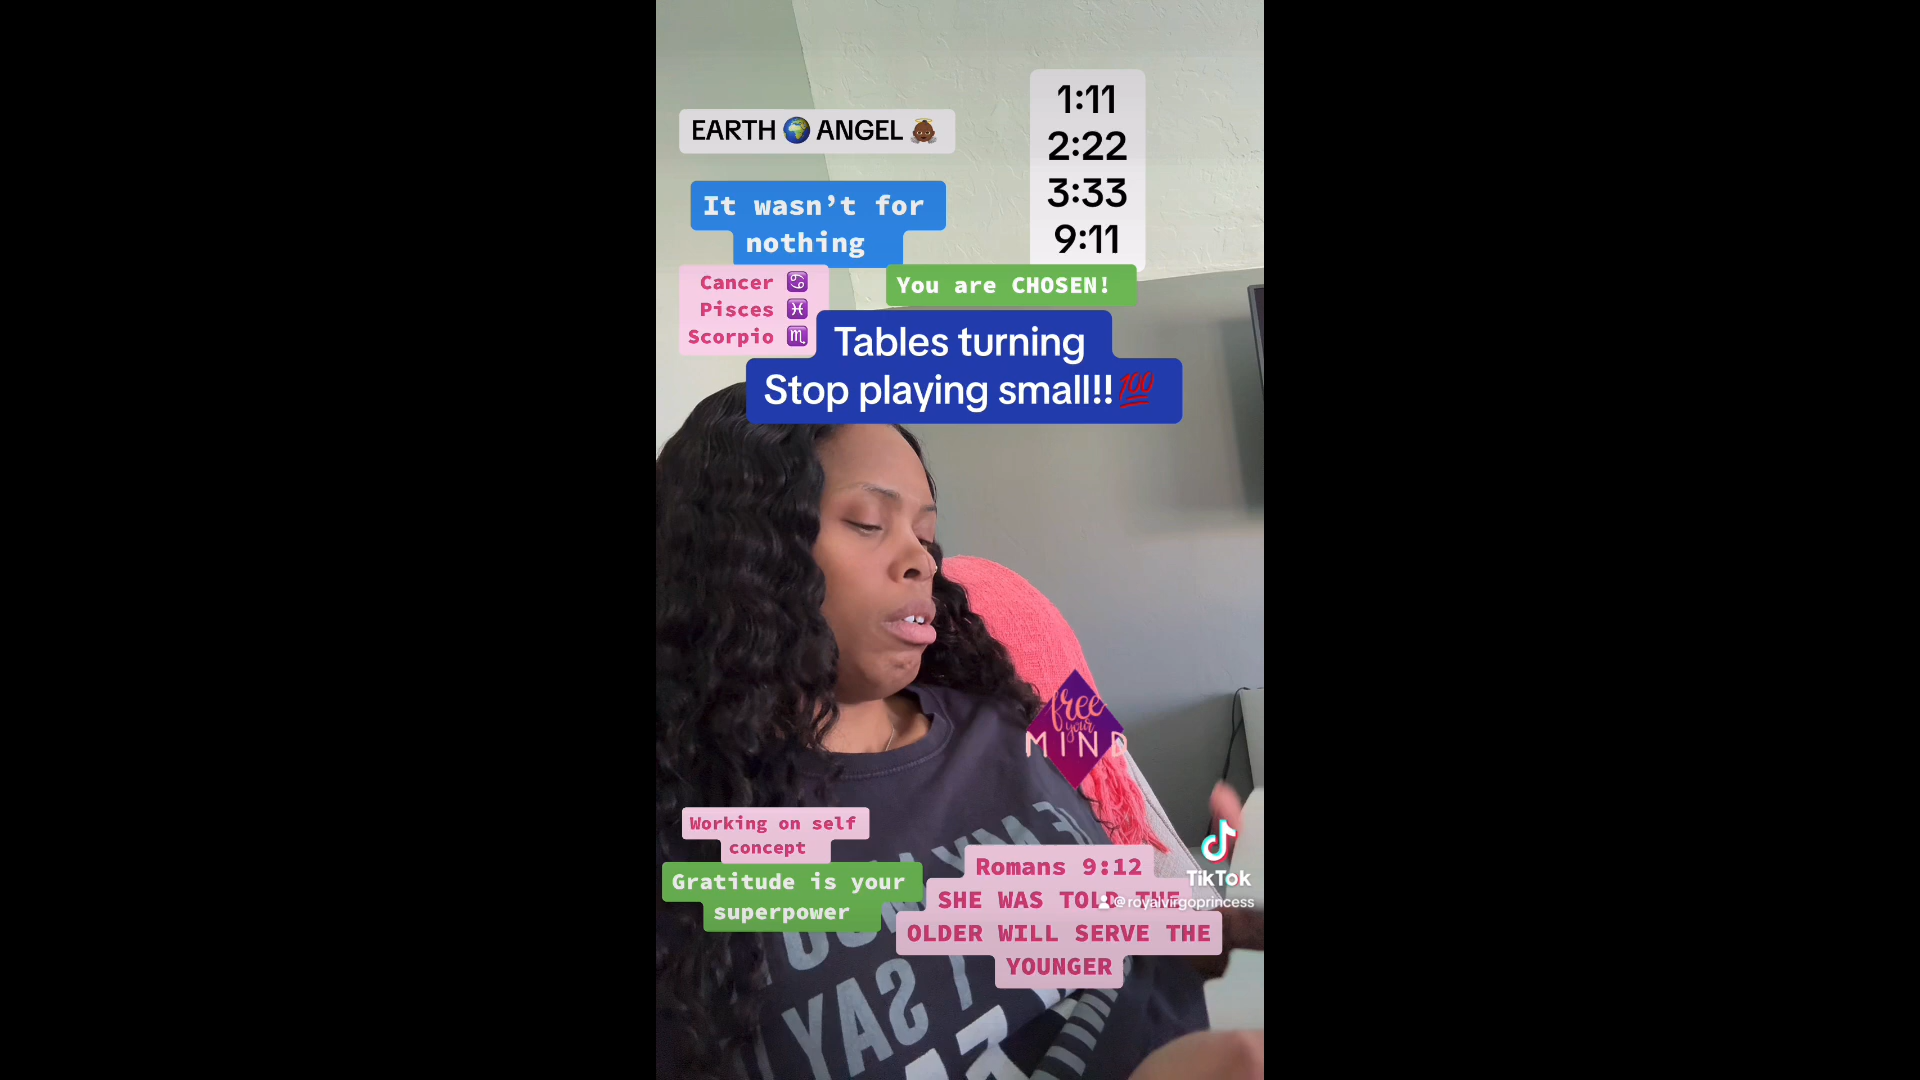 EARTH 🌍 ANGEL 👼🏾
1:11
2:22
3:33
9:11
It wasn’t for
nothing
Cancer ♋
Pisces ♓
Scorpio ♏
You are CHOSEN!
Tables turning
Stop playing small!!💯
free
your
MIND
Working on self
concept
Gratitude is your
superpower
Romans 9:12
SHE WAS TOLD THE
OLDER WILL SERVE THE
YOUNGER
TikTok
@royalvirgoprincess
SAY